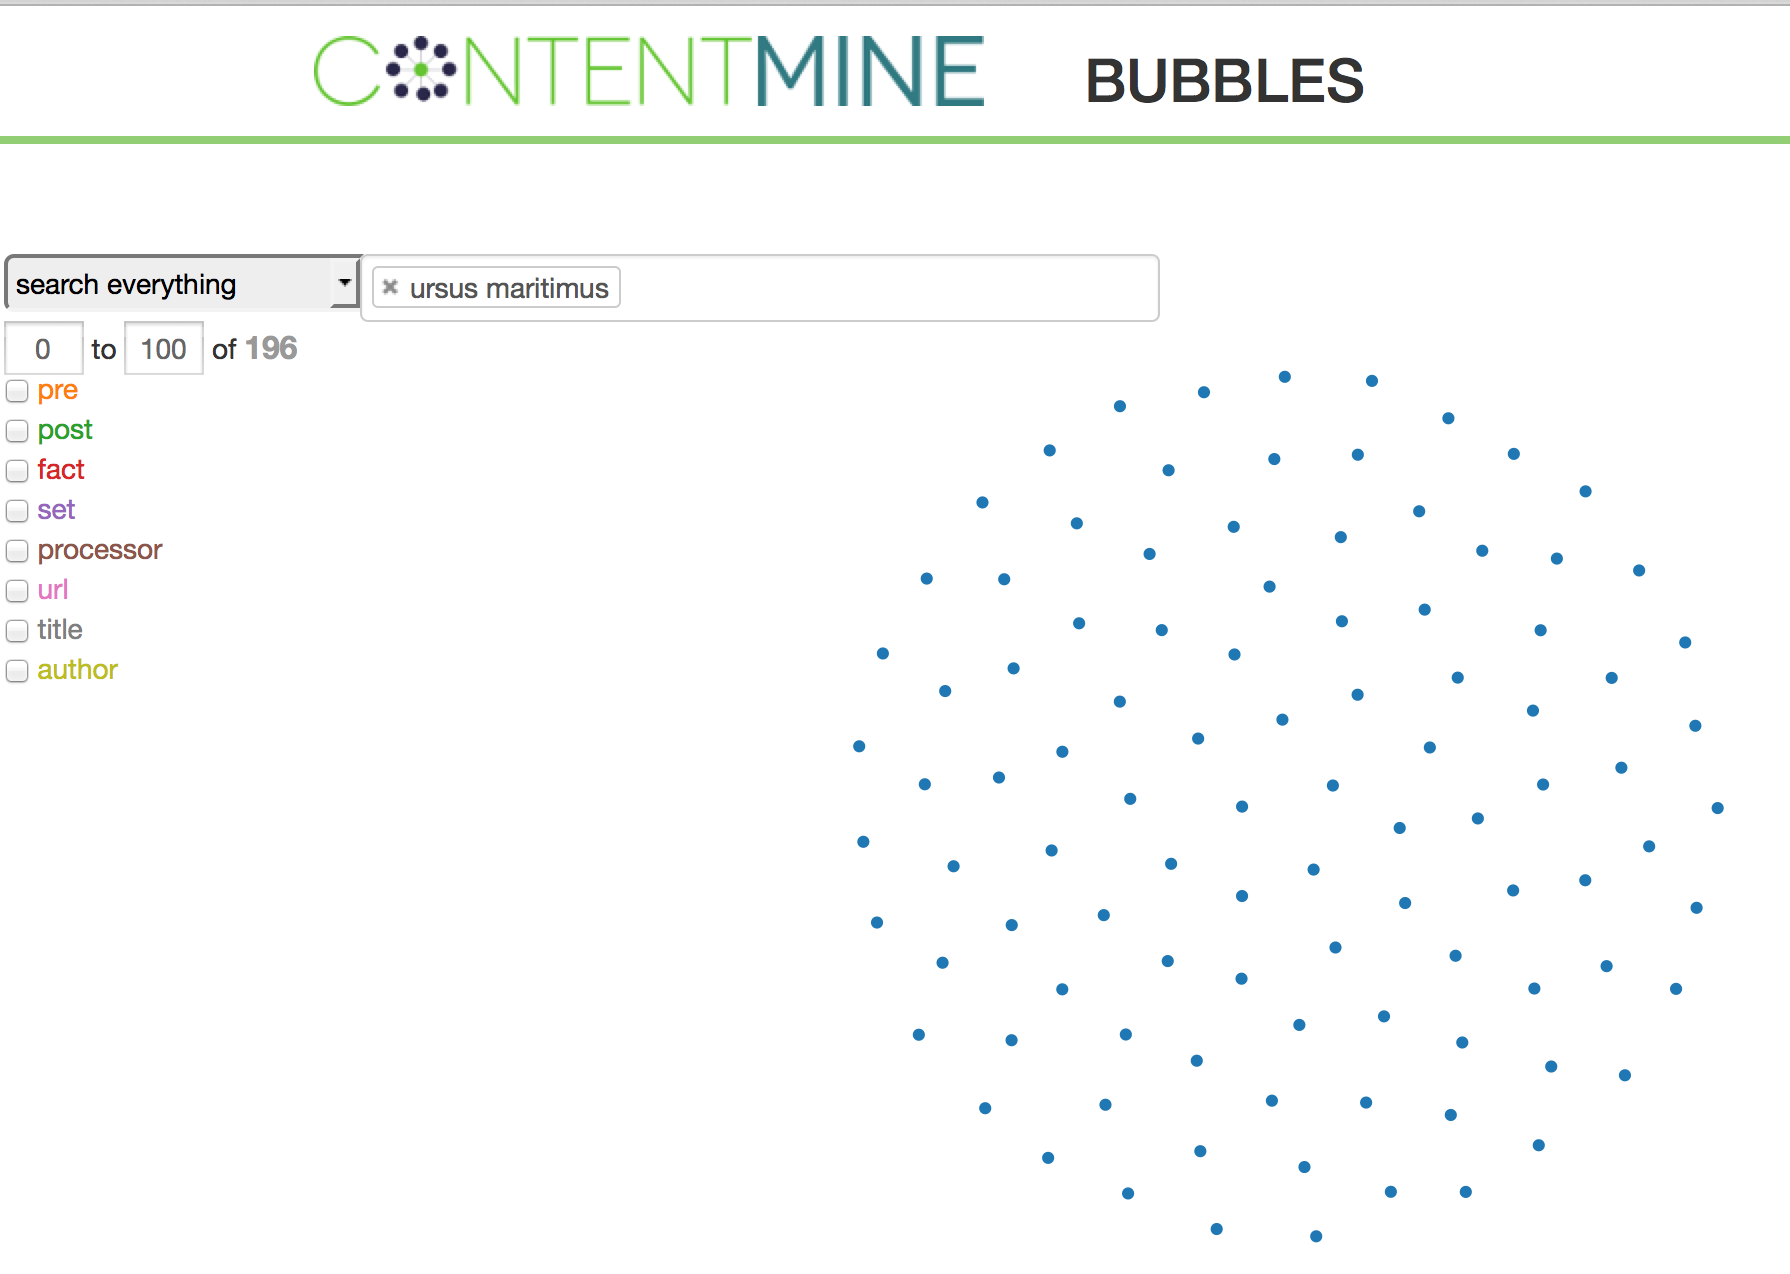 CONTENTMINE BUBBLES
search everything ursus maritimus
0 to 100 of 196
pre
post
fact
set
processor
url
title
author